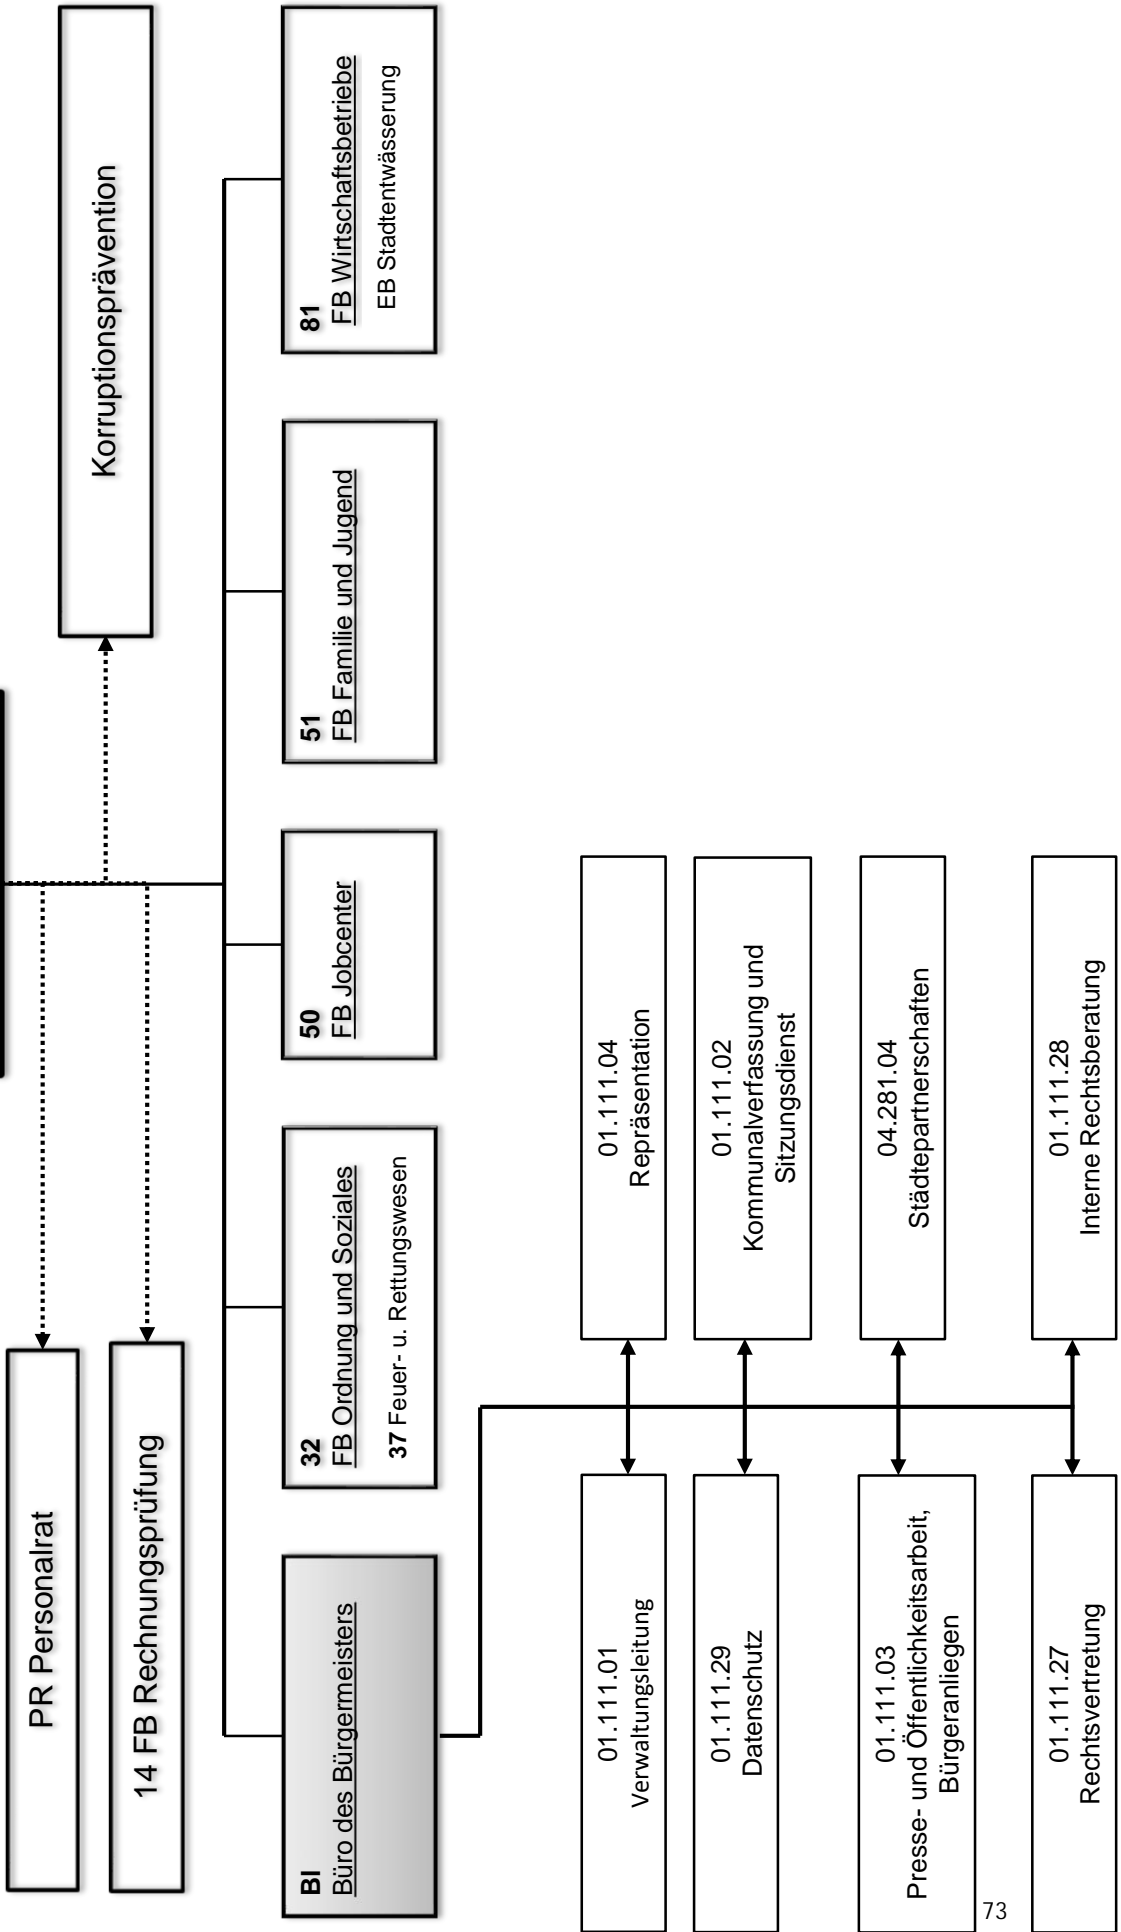 PR Personalrat
14 FB Rechnungsprüfung
Korruptionsprävention
BI
Büro des Bürgermeisters
32
FB Ordnung und Soziales
37 Feuer- u. Rettungswesen
50
FB Jobcenter
51
FB Familie und Jugend
81
FB Wirtschaftsbetriebe
EB Stadtentwässerung
01.111.01
Verwaltungsleitung
01.111.04
Repräsentation
01.111.29
Datenschutz
01.111.02
Kommunalverfassung und
Sitzungsdienst
01.111.03
Presse- und Öffentlichkeitsarbeit,
Bürgeranliegen
04.281.04
Städtepartnerschaften
01.111.27
Rechtsvertretung
01.111.28
Interne Rechtsberatung
73